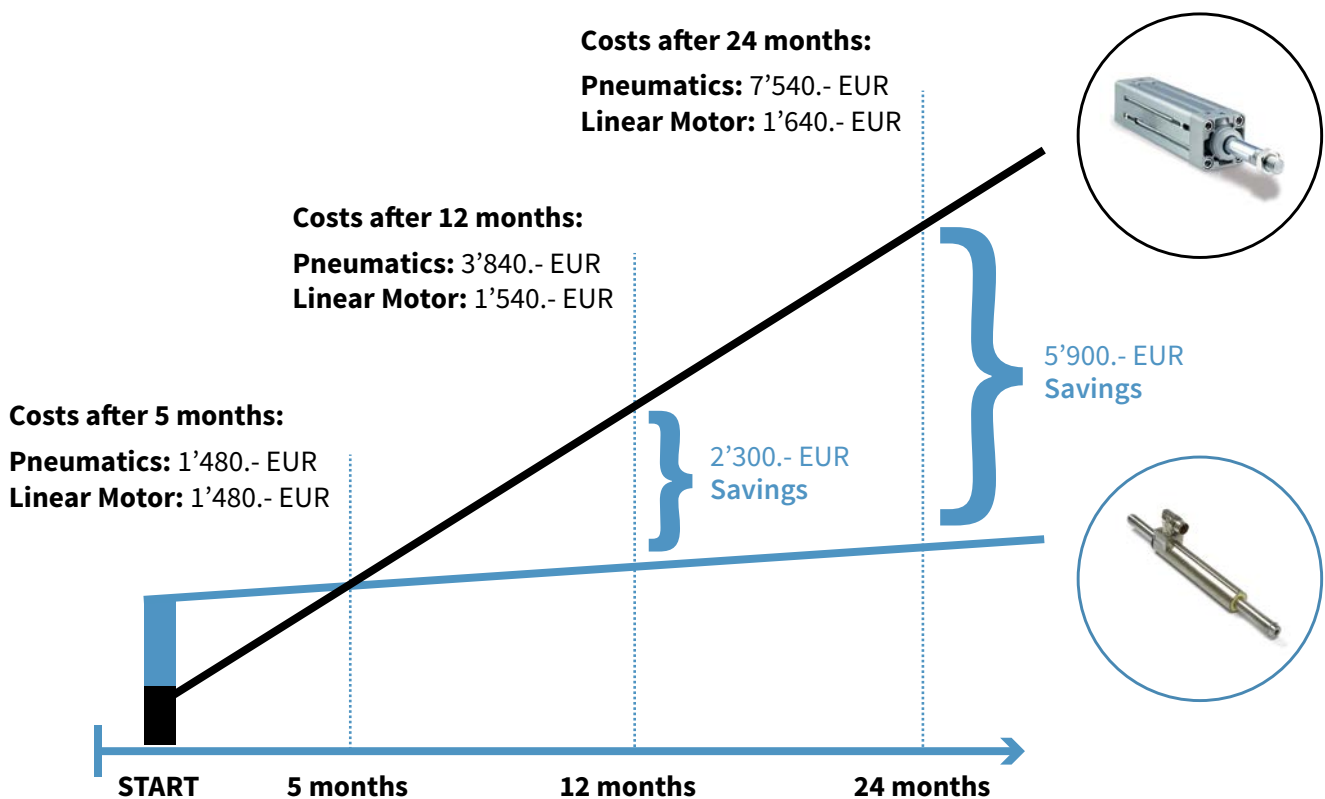 Costs after 24 months:
Pneumatics: 7’540.- EUR
Linear Motor: 1’640.- EUR
Costs after 12 months:
Pneumatics: 3’840.- EUR
Linear Motor: 1’540.- EUR
5’900.- EUR
Savings
Costs after 5 months:
Pneumatics: 1’480.- EUR
Linear Motor: 1’480.- EUR
2’300.- EUR
Savings
START
5 months
12 months
24 months